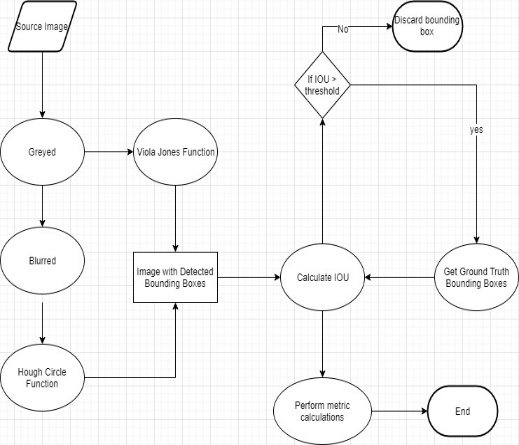 Source Image
No
Discard bounding
box
If IOU >
threshold
yes
Greyed
Viola Jones Function
Blurred
Image with Detected
Bounding Boxes
Calculate IOU
Get Ground Truth
Bounding Boxes
Hough Circle
Function
Perform metric
calculations
End